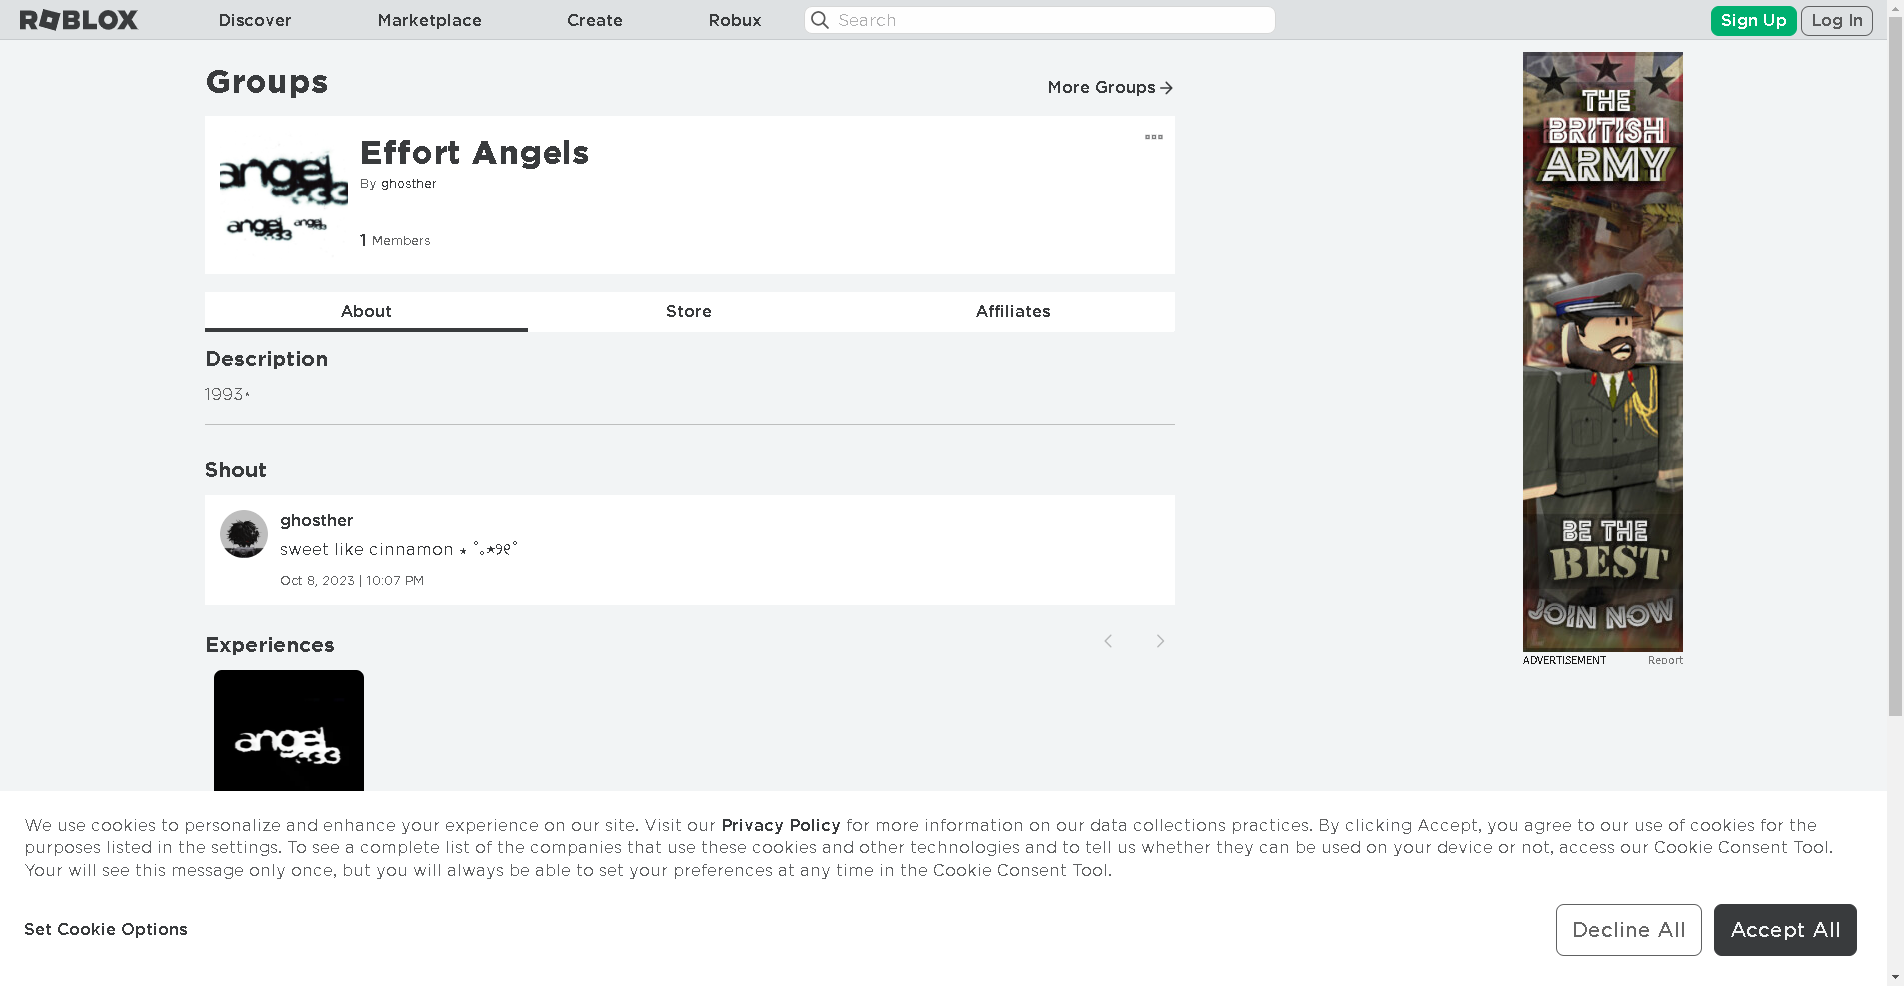 ROBLOX Discover Marketplace Create Robux Search Sign Up Log In
Groups
More Groups
angel
:33
angel
:33
angel
:33
Effort Angels
By ghosther
1 Members
About Store Affiliates
Description
1993⋆
Shout
ghosther
sweet like cinnamon ⋆ ˚｡⋆୨୧˚
Oct 8, 2023 | 10:07 PM
Experiences
angel
:33
THE
BRITISH
ARMY
BE THE
BEST
JOIN NOW
ADVERTISEMENT Report
We use cookies to personalize and enhance your experience on our site. Visit our Privacy Policy for more information on our data collections practices. By clicking Accept, you agree to our use of cookies for the
purposes listed in the settings. To see a complete list of the companies that use these cookies and other technologies and to tell us whether they can be used on your device or not, access our Cookie Consent Tool.
Your will see this message only once, but you will always be able to set your preferences at any time in the Cookie Consent Tool.
Set Cookie Options
Decline All
Accept All